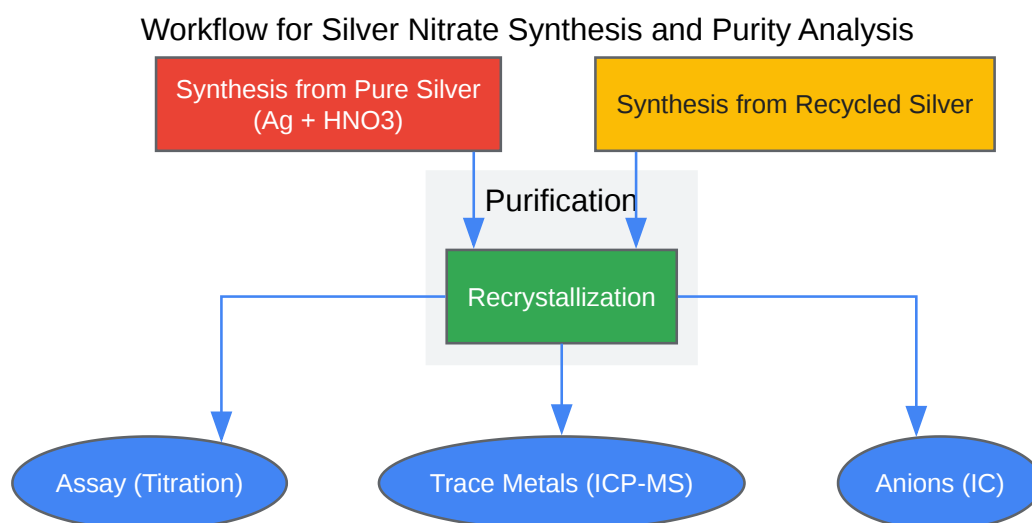 Workflow for Silver Nitrate Synthesis and Purity Analysis
Synthesis from Pure Silver
(Ag + HNO3)
Synthesis from Recycled Silver
Purification
Recrystallization
Assay (Titration)
Trace Metals (ICP-MS)
Anions (IC)